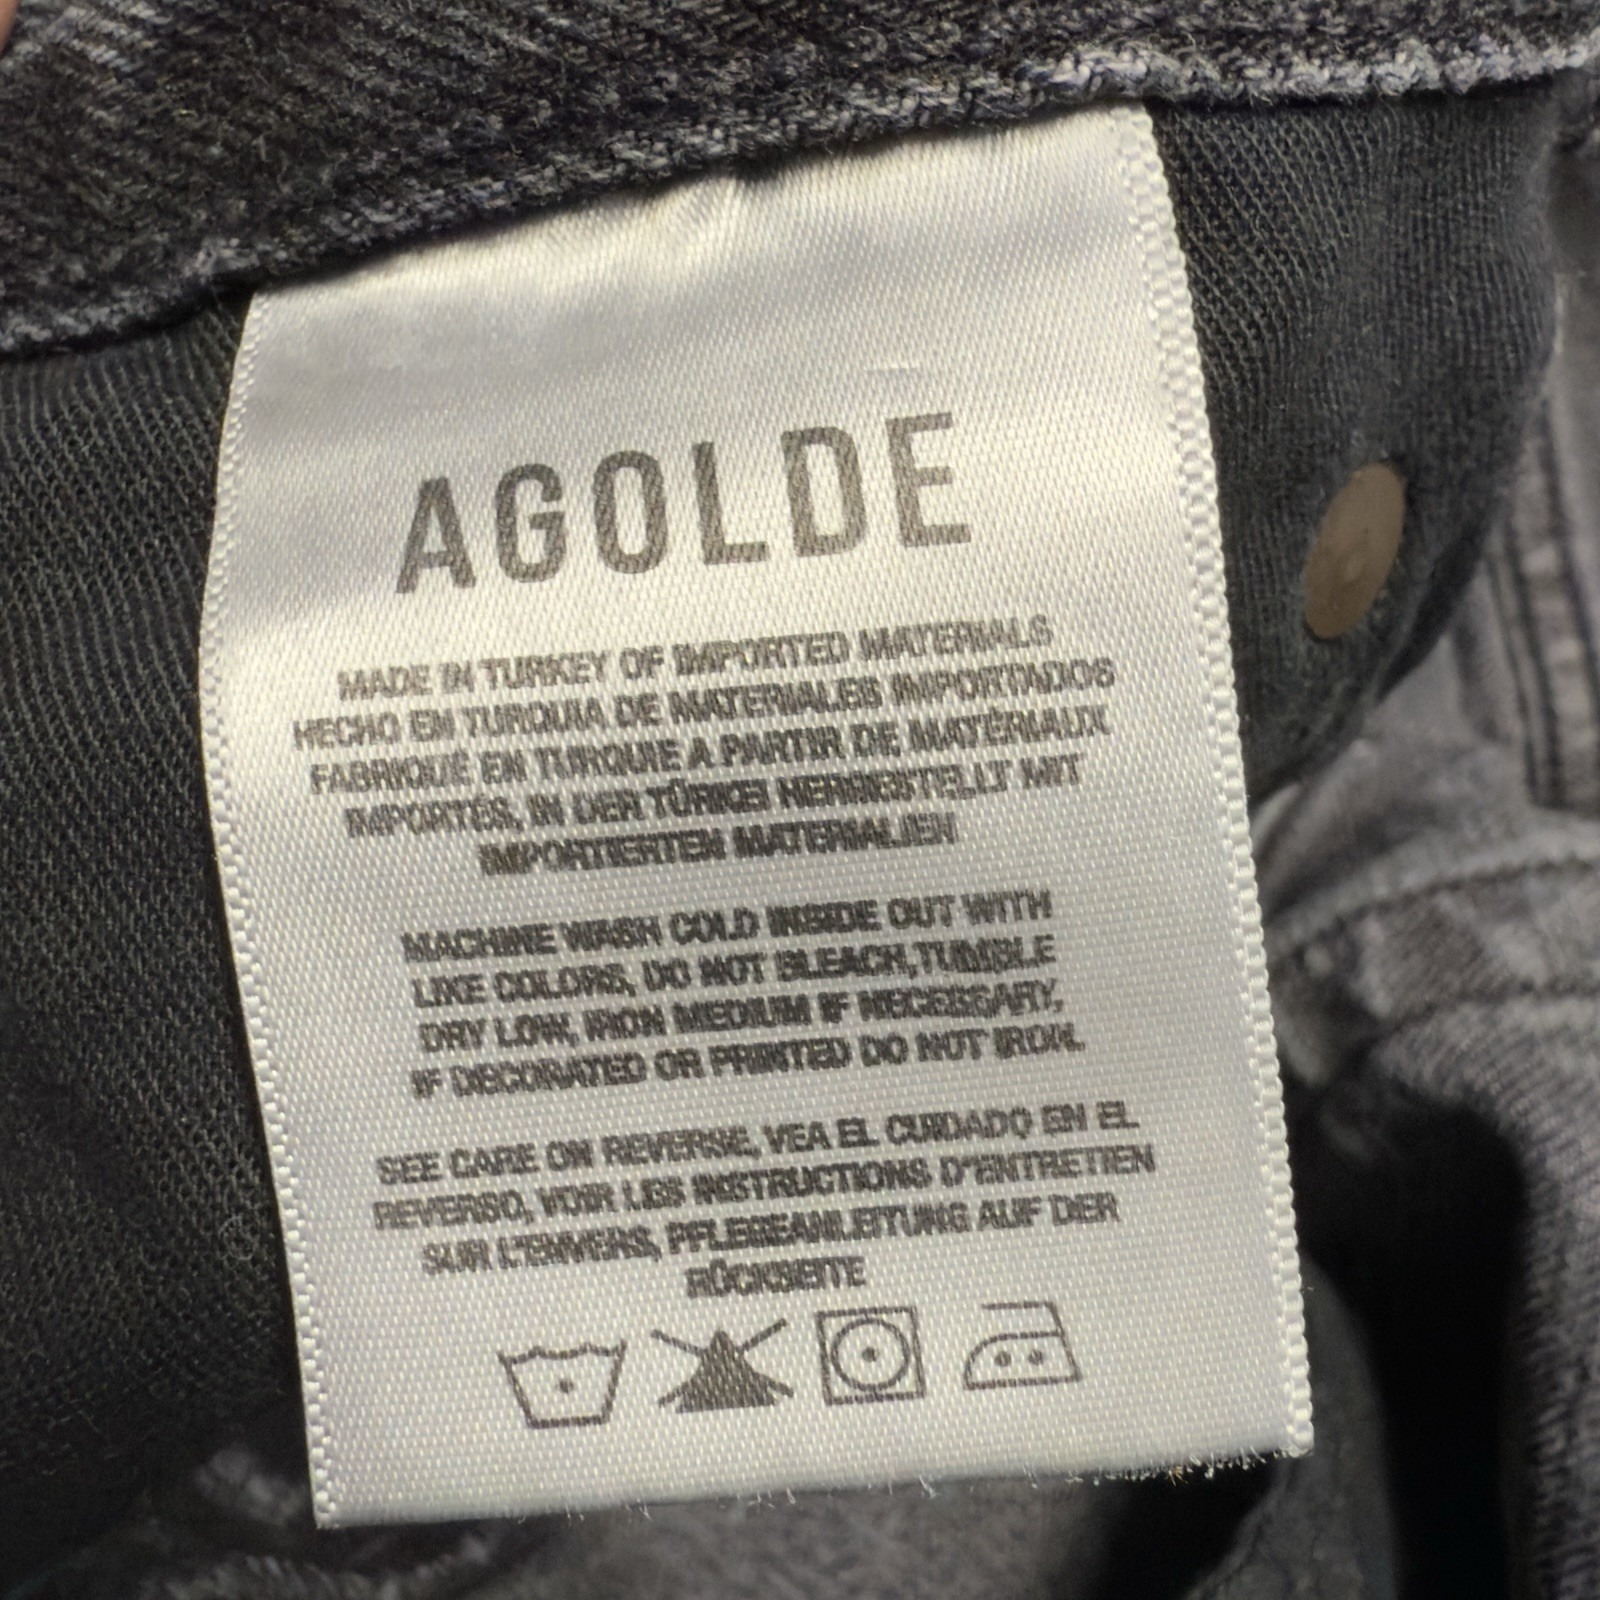 AGOLDE
MADE IN TURKEY OF IMPORTED MATERIALS
HECHO EN TURQUIA DE MATERIALES IMPORTADOS
FABRIQUÉ EN TURQUIE A PARTIR DE MATÉRIAUX
IMPORTÉS, IN DER TÜRKEI HERGESTELLT MIT
IMPORTIERTEN MATERIALIEN
MACHINE WASH COLD INSIDE OUT WITH
LIKE COLORS, DO NOT BLEACH, TUMBLE
DRY LOW, IRON MEDIUM IF NECESSARY,
IF DECORATED OR PRINTED DO NOT IRON.
SEE CARE ON REVERSE, VEA EL CUIDADO EN EL
REVERSO, VOIR LES INSTRUCTIONS D'ENTRETIEN
SUR L'ENVERS, PFLEGEANLEITUNG AUF DER
RÜCKSEITE